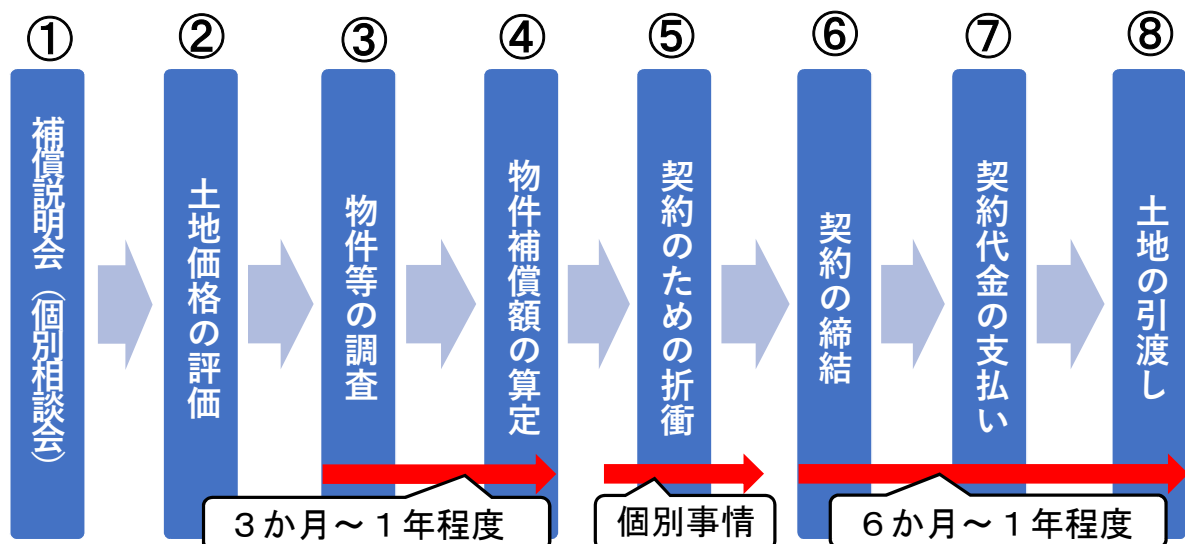 ①
補償説明会（個別相談会）
②
土地価格の評価
③
物件等の調査
④
物件補償額の算定
⑤
契約のための折衝
⑥
契約の締結
⑦
契約代金の支払い
⑧
土地の引渡し
３か月～１年程度
個別事情
６か月～１年程度